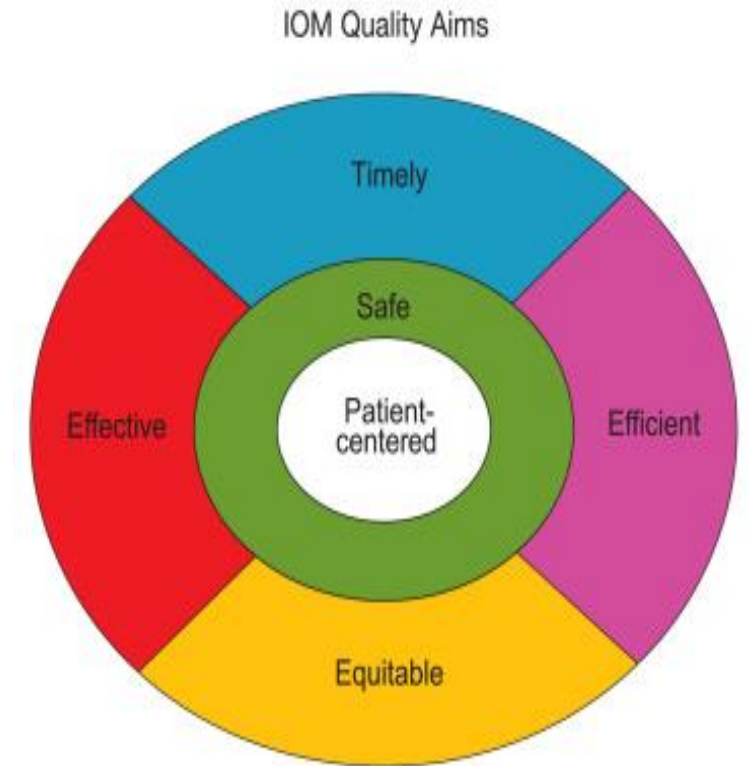 IOM Quality Aims
Timely
Safe
Effective
Patient-
centered
Efficient
Equitable